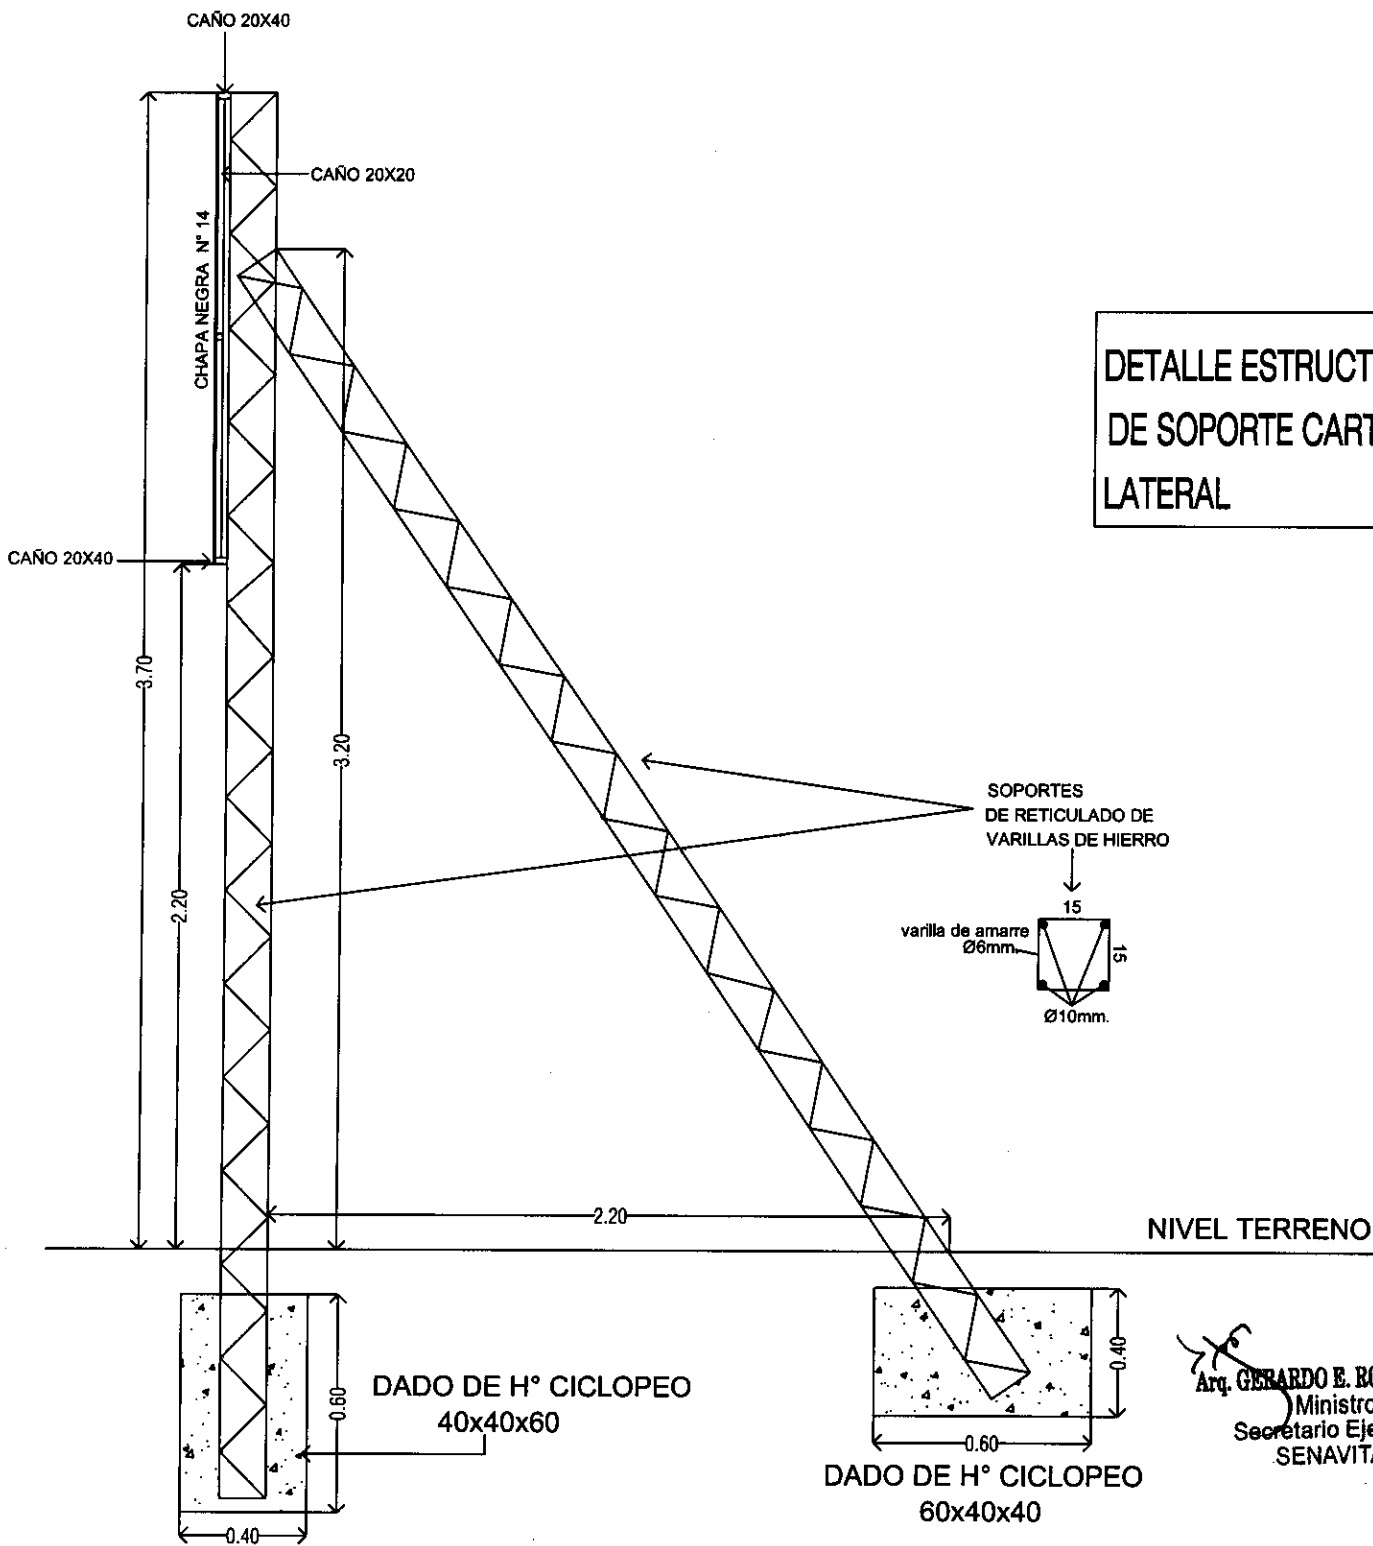 CAÑO 20X40
CAÑO 20X20
CHAPA NEGRA N° 14
DETALLE ESTRUCT
DE SOPORTE CART
LATERAL
CAÑO 20X40
3.70
3.20
2.20
SOPORTES
DE RETICULADO DE
VARILLAS DE HIERRO
15
varilla de amarre
Ø6mm.
15
Ø10mm.
2.20
NIVEL TERRENO
0.60
0.40
DADO DE H° CICLOPEO
40x40x60
0.40
0.60
DADO DE H° CICLOPEO
60x40x40
Arq. GERARDO E. RO
Ministro
Secretario Eje
SENAVITA